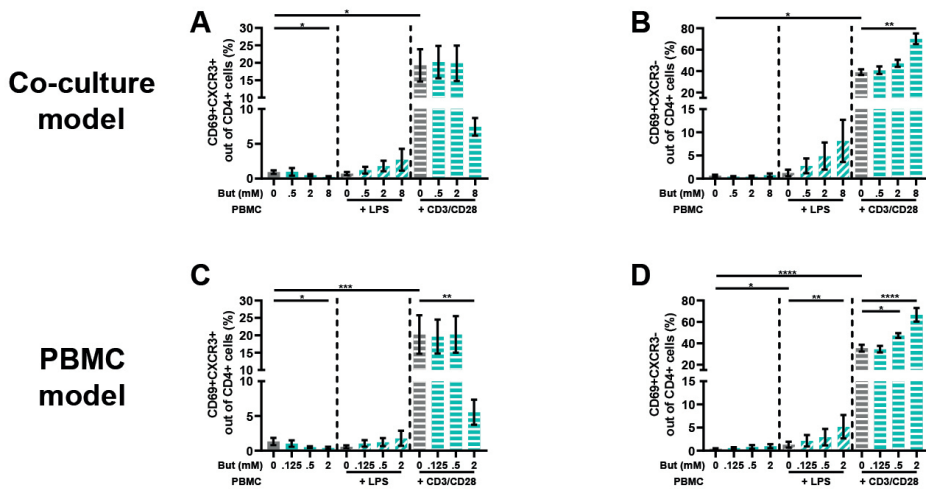 A
B
Co-culture
model
CD69+CXCR3+
out of CD4+ cells (%)
30
25
20
15
10
5
0
*
*
But (mM) 0 .5 2 8 0 .5 2 8 0 .5 2 8
PBMC + LPS + CD3/CD28
CD69+CXCR3-
out of CD4+ cells (%)
80
60
40
20
10
5
0
*
**
But (mM) 0 .5 2 8 0 .5 2 8 0 .5 2 8
PBMC + LPS + CD3/CD28
C
D
PBMC
model
CD69+CXCR3+
out of CD4+ cells (%)
30
25
20
15
10
5
0
***
*
**
But (mM) 0 .125 .5 2 0 .125 .5 2 0 .125 .5 2
PBMC + LPS + CD3/CD28
CD69+CXCR3-
out of CD4+ cells (%)
80
60
40
20
15
10
5
0
****
*
**
****
*
But (mM) 0 .125 .5 2 0 .125 .5 2 0 .125 .5 2
PBMC + LPS + CD3/CD28